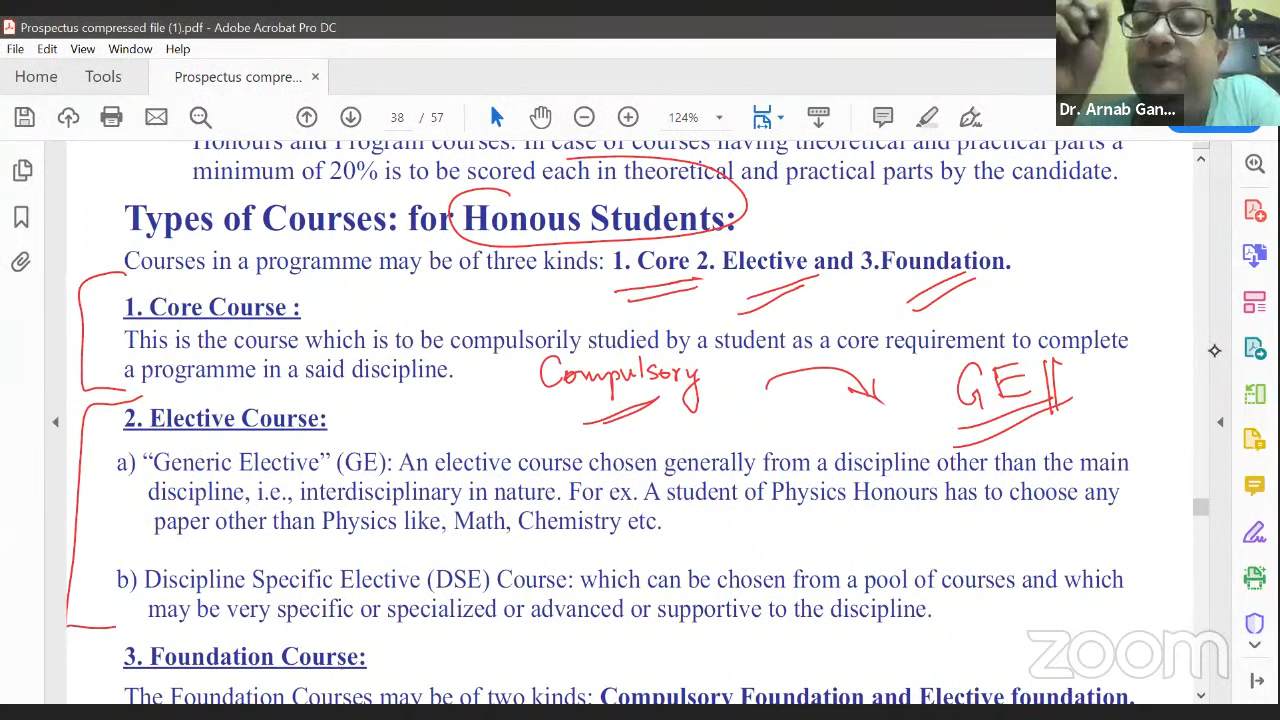 Prospectus compressed file (1).pdf - Adobe Acrobat Pro DC
File Edit View Window Help
Home Tools Prospectus compre... ×
38 / 57 124%
Dr. Arnab Gan...
Honours and Program courses. In case of courses having theoretical and practical parts a
minimum of 20% is to be scored each in theoretical and practical parts by the candidate.
Types of Courses: for Honous Students:
Courses in a programme may be of three kinds: 1. Core 2. Elective and 3.Foundation.
1. Core Course :
This is the course which is to be compulsorily studied by a student as a core requirement to complete
a programme in a said discipline.
Compulsory GE
2. Elective Course:
a) “Generic Elective” (GE): An elective course chosen generally from a discipline other than the main
discipline, i.e., interdisciplinary in nature. For ex. A student of Physics Honours has to choose any
paper other than Physics like, Math, Chemistry etc.
b) Discipline Specific Elective (DSE) Course: which can be chosen from a pool of courses and which
may be very specific or specialized or advanced or supportive to the discipline.
zoom
3. Foundation Course:
The Foundation Courses may be of two kinds: Compulsory Foundation and Elective foundation.